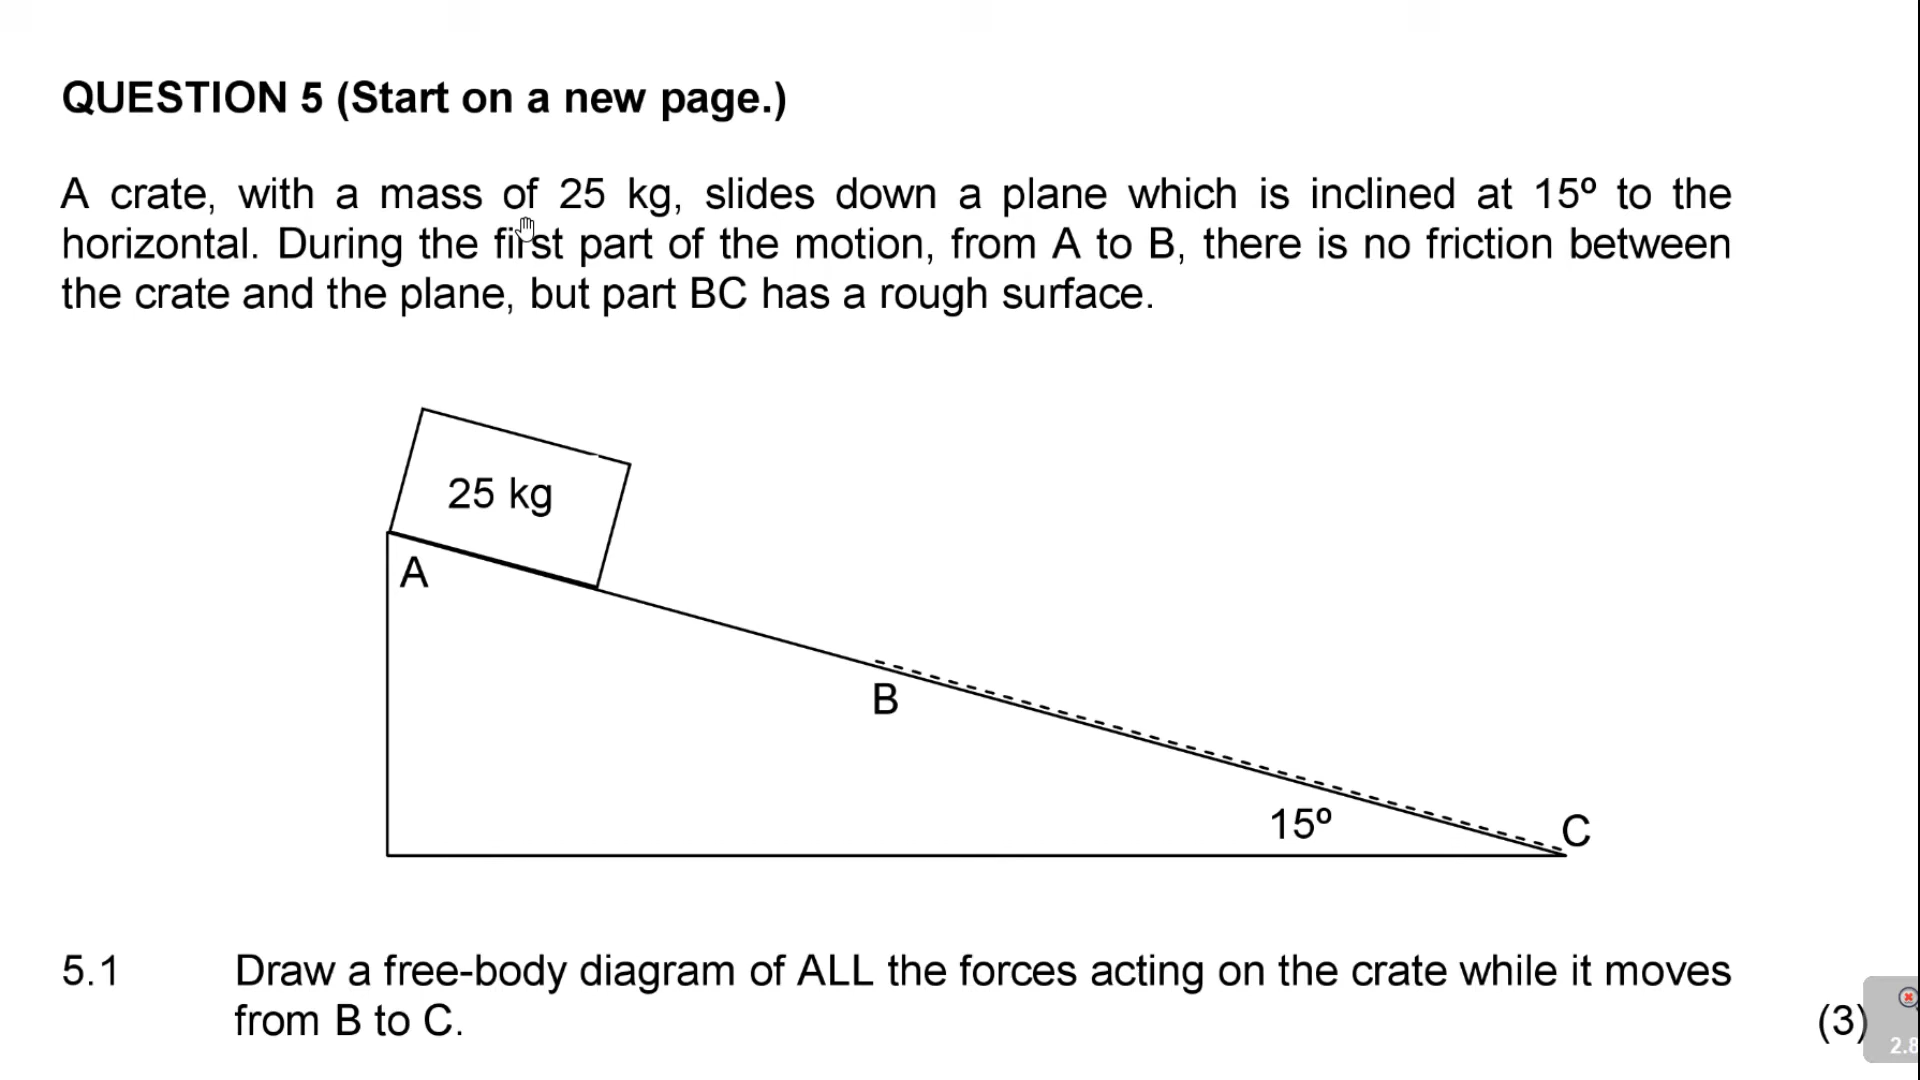 QUESTION 5 (Start on a new page.)
A crate, with a mass of 25 kg, slides down a plane which is inclined at 15º to the
horizontal. During the first part of the motion, from A to B, there is no friction between
the crate and the plane, but part BC has a rough surface.
25 kg
A
B
15º
C
5.1 Draw a free-body diagram of ALL the forces acting on the crate while it moves
from B to C.
(3)